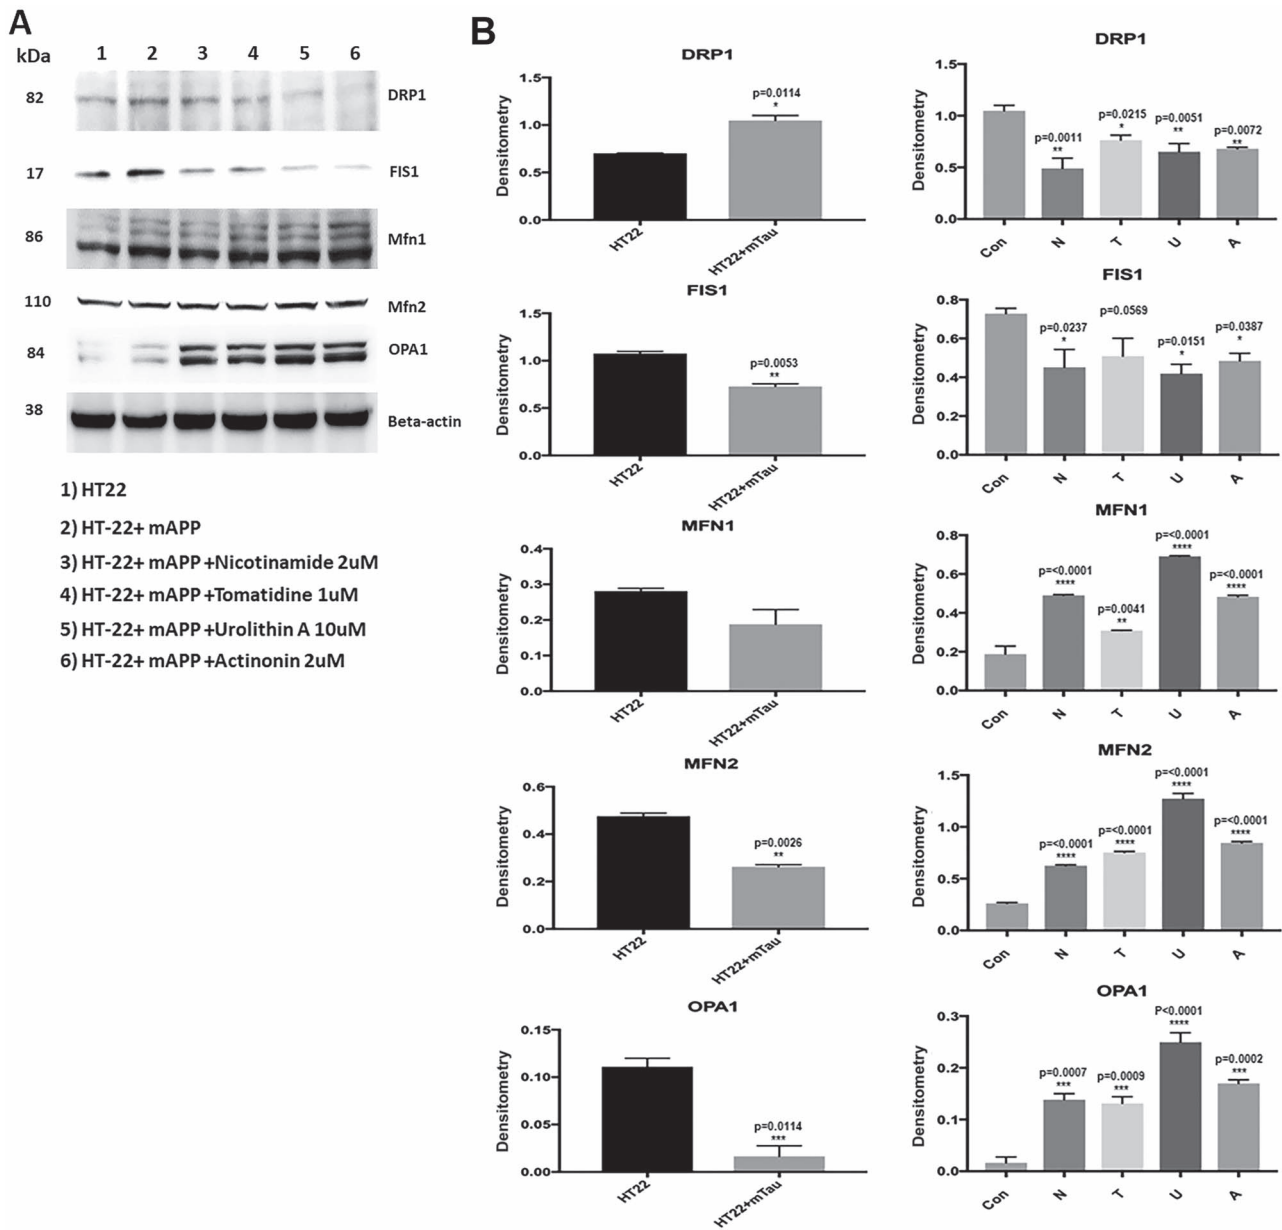 A
kDa
1 2 3 4 5 6
82 DRP1
17 FIS1
86 Mfn1
110 Mfn2
84 OPA1
38 Beta-actin
1) HT22
2) HT-22+ mAPP
3) HT-22+ mAPP +Nicotinamide 2uM
4) HT-22+ mAPP +Tomatidine 1uM
5) HT-22+ mAPP +Urolithin A 10uM
6) HT-22+ mAPP +Actinonin 2uM
B
DRP1
Densitometry
1.5
1.0
0.5
0.0
p=0.0114
*
HT22
HT22+mTau
DRP1
Densitometry
1.5
1.0
0.5
0.0
p=0.0011
**
p=0.0215
*
p=0.0051
**
p=0.0072
**
Con N T U A
FIS1
Densitometry
1.5
1.0
0.5
0.0
p=0.0053
**
HT22
HT22+mTau
FIS1
Densitometry
0.8
0.6
0.4
0.2
0.0
p=0.0237
*
p=0.0569
p=0.0151
*
p=0.0387
*
Con N T U A
MFN1
Densitometry
0.4
0.3
0.2
0.1
0.0
HT22
HT22+mTau
MFN1
Densitometry
0.8
0.6
0.4
0.2
0.0
p=<0.0001
****
p=0.0041
**
p=<0.0001
****
p=<0.0001
****
Con N T U A
MFN2
Densitometry
0.6
0.4
0.2
0.0
p=0.0026
**
HT22
HT22+mTau
MFN2
Densitometry
1.5
1.0
0.5
0.0
p=<0.0001
****
p=<0.0001
****
p=<0.0001
****
p=<0.0001
****
Con N T U A
OPA1
Densitometry
0.15
0.10
0.05
0.00
p=0.0114
***
HT22
HT22+mTau
OPA1
Densitometry
0.3
0.2
0.1
0.0
p=0.0007
***
p=0.0009
***
P<0.0001
****
p=0.0002
***
Con N T U A